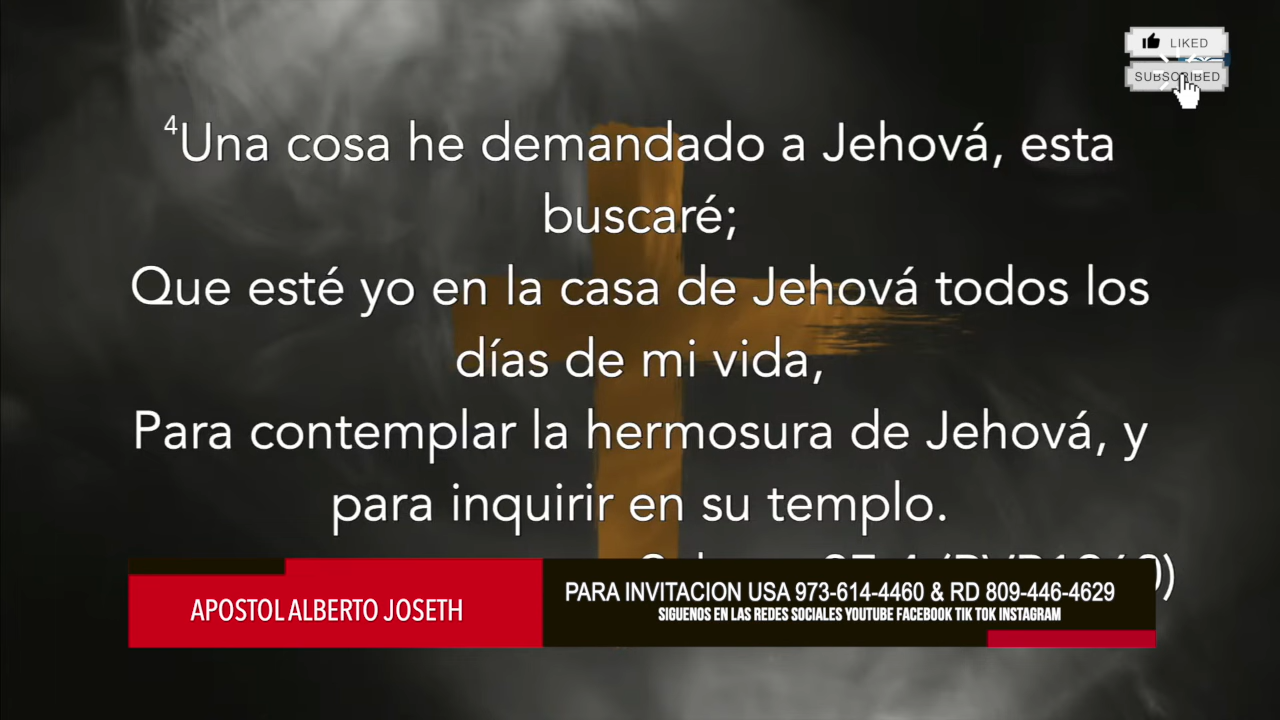 LIKED
SUBSCRIBED
4Una cosa he demandado a Jehová, esta
buscaré;
Que esté yo en la casa de Jehová todos los
días de mi vida,
Para contemplar la hermosura de Jehová, y
para inquirir en su templo.
APOSTOL ALBERTO JOSETH
PARA INVITACION USA 973-614-4460 & RD 809-446-4629
SIGUENOS EN LAS REDES SOCIALES YOUTUBE FACEBOOK TIK TOK INSTAGRAM